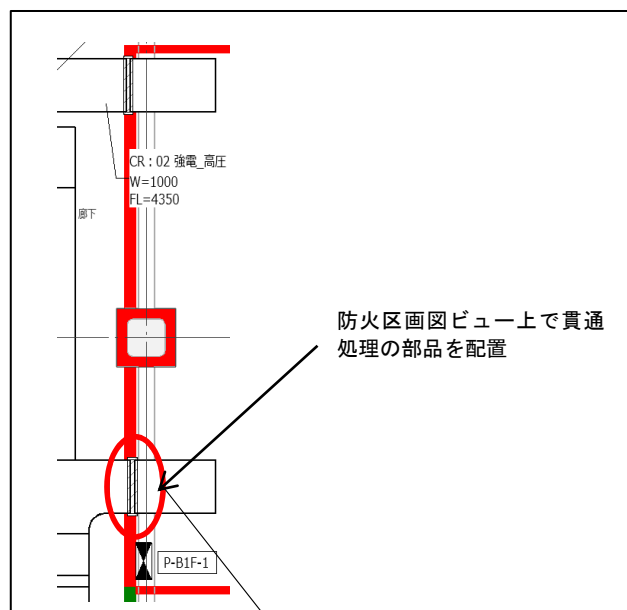 CR : 02 強電_高圧
W=1000
FL=4350
廊下
防火区画図ビュー上で貫通
処理の部品を配置
P-B1F-1